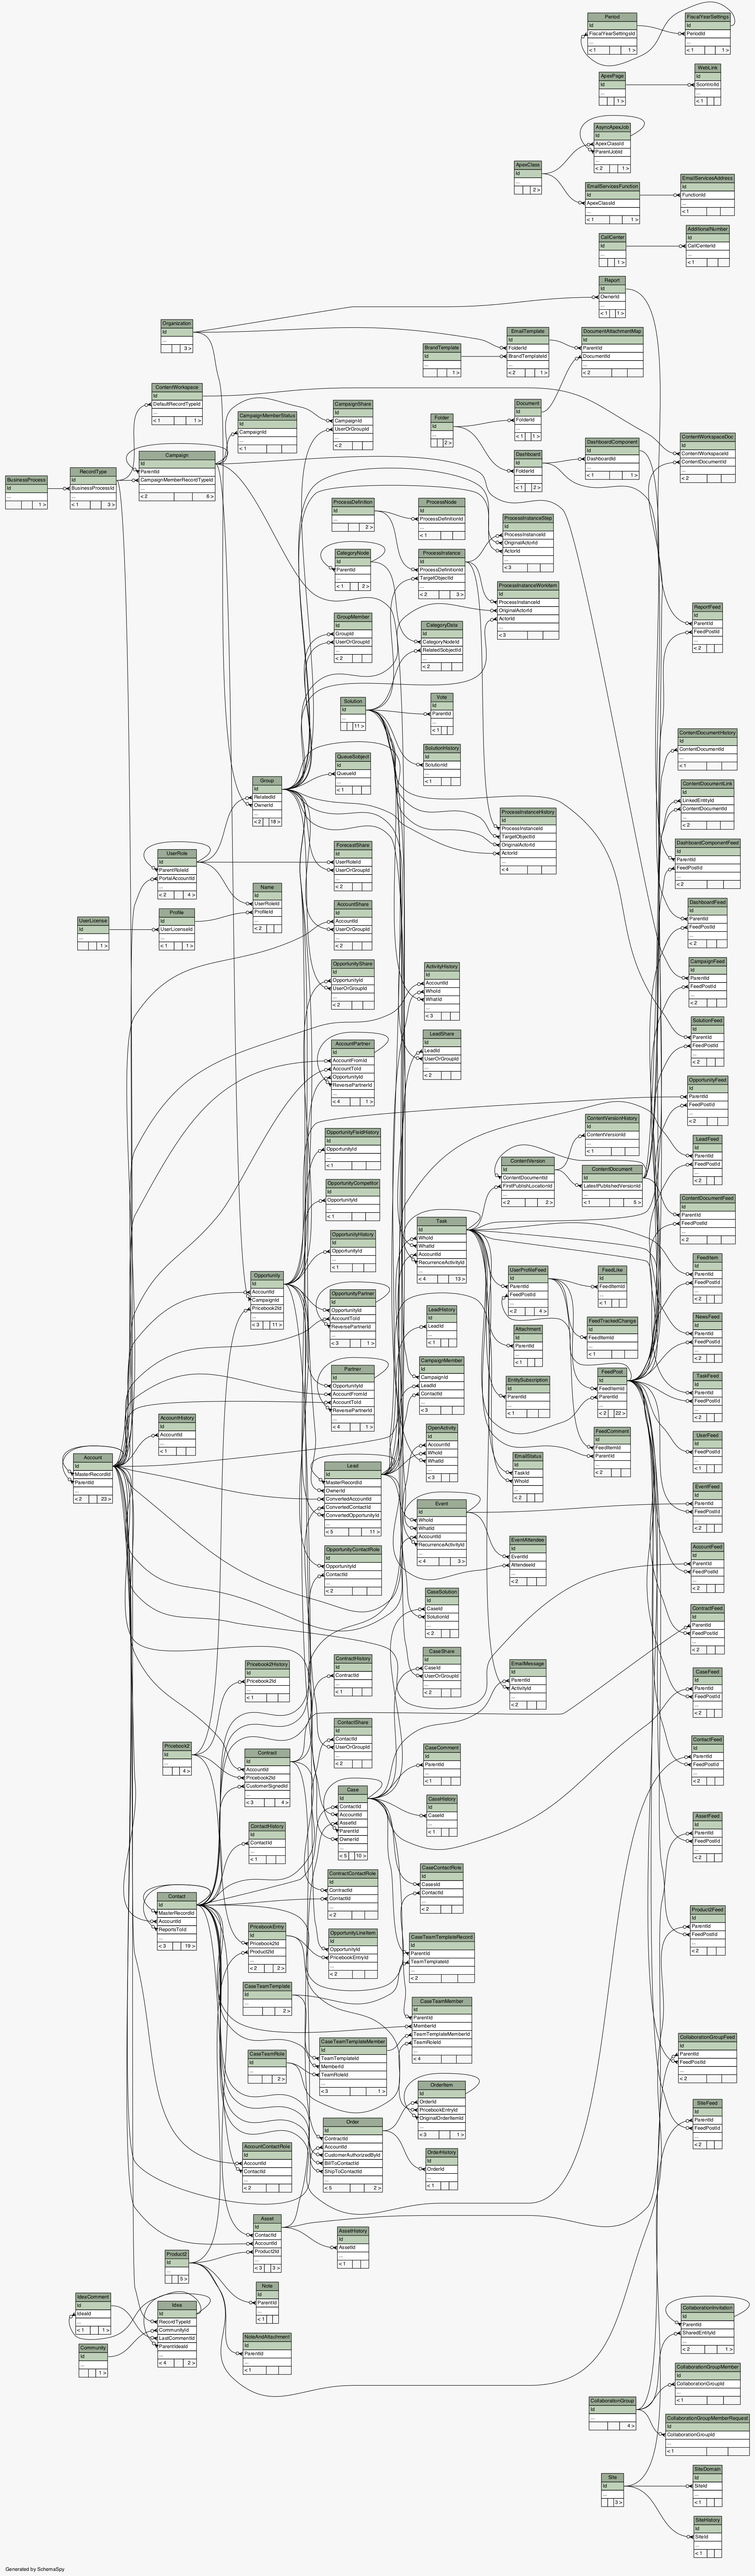 Period
Id
FiscalYearSettingsId
...
< 1 1 >
FiscalYearSettings
Id
PeriodId
...
< 1 1 >
ApexPage
Id
...
1 >
WebLink
Id
ScontrolId
...
< 1
AsyncApexJob
Id
ApexClassId
ParentJobId
...
< 2 1 >
ApexClass
Id
...
2 >
EmailServicesFunction
Id
ApexClassId
...
< 1 1 >
EmailServicesAddress
Id
FunctionId
...
< 1
CallCenter
Id
...
1 >
AdditionalNumber
Id
CallCenterId
...
< 1
Report
Id
OwnerId
...
< 1 1 >
Organization
Id
...
3 >
BrandTemplate
Id
...
1 >
EmailTemplate
Id
FolderId
BrandTemplateId
...
< 2 1 >
DocumentAttachmentMap
Id
ParentId
DocumentId
...
< 2
ContentWorkspace
Id
DefaultRecordTypeId
...
< 1 1 >
CampaignMemberStatus
Id
CampaignId
...
< 1
CampaignShare
Id
CampaignId
UserOrGroupId
...
< 2
Folder
Id
...
2 >
Document
Id
FolderId
...
< 1 1 >
Dashboard
Id
FolderId
...
< 1 2 >
DashboardComponent
Id
DashboardId
...
< 1 1 >
ContentWorkspaceDoc
Id
ContentWorkspaceId
ContentDocumentId
...
< 2
BusinessProcess
Id
...
1 >
RecordType
Id
BusinessProcessId
...
< 1 3 >
Campaign
Id
ParentId
CampaignMemberRecordTypeId
...
< 2 6 >
ProcessDefinition
Id
...
2 >
ProcessNode
Id
ProcessDefinitionId
...
< 1
ProcessInstanceStep
Id
ProcessInstanceId
OriginalActorId
ActorId
...
< 3
CategoryNode
Id
ParentId
...
< 1 2 >
ProcessInstance
Id
ProcessDefinitionId
TargetObjectId
...
< 2 3 >
ProcessInstanceWorkitem
Id
ProcessInstanceId
OriginalActorId
ActorId
...
< 3
GroupMember
Id
GroupId
UserOrGroupId
...
< 2
CategoryData
Id
CategoryNodeId
RelatedSobjectId
...
< 2
ReportFeed
Id
ParentId
FeedPostId
...
< 2
Solution
Id
...
11 >
Vote
Id
ParentId
...
< 1
SolutionHistory
Id
SolutionId
...
< 1
QueueSobject
Id
QueueId
...
< 1
Group
Id
RelatedId
OwnerId
...
< 2 18 >
ContentDocumentHistory
Id
ContentDocumentId
...
< 1
ContentDocumentLink
Id
LinkedEntityId
ContentDocumentId
...
< 2
ProcessInstanceHistory
Id
ProcessInstanceId
TargetObjectId
OriginalActorId
ActorId
...
< 4
UserRole
Id
ParentRoleId
PortalAccountId
...
< 2 4 >
ForecastShare
Id
UserRoleId
UserOrGroupId
...
< 2
DashboardComponentFeed
Id
ParentId
FeedPostId
...
< 2
UserLicense
Id
...
1 >
Profile
Id
UserLicenseId
...
< 1 1 >
Name
Id
UserRoleId
ProfileId
...
< 2
AccountShare
Id
AccountId
UserOrGroupId
...
< 2
DashboardFeed
Id
ParentId
FeedPostId
...
< 2
OpportunityShare
Id
OpportunityId
UserOrGroupId
...
< 2
ActivityHistory
Id
AccountId
WhoId
WhatId
...
< 3
CampaignFeed
Id
ParentId
FeedPostId
...
< 2
AccountPartner
Id
AccountFromId
AccountToId
OpportunityId
ReversePartnerId
...
< 4 1 >
LeadShare
Id
LeadId
UserOrGroupId
...
< 2
SolutionFeed
Id
ParentId
FeedPostId
...
< 2
OpportunityFeed
Id
ParentId
FeedPostId
...
< 2
OpportunityFieldHistory
Id
OpportunityId
...
< 1
ContentVersionHistory
Id
ContentVersionId
...
< 1
LeadFeed
Id
ParentId
FeedPostId
...
< 2
OpportunityCompetitor
Id
OpportunityId
...
< 1
ContentVersion
Id
ContentDocumentId
FirstPublishLocationId
...
< 2 2 >
ContentDocument
Id
LatestPublishedVersionId
...
< 1 5 >
ContentDocumentFeed
Id
ParentId
FeedPostId
...
< 2
OpportunityHistory
Id
OpportunityId
...
< 1
Task
Id
WhoId
WhatId
AccountId
RecurrenceActivityId
...
< 4 13 >
FeedItem
Id
ParentId
FeedPostId
...
< 2
Opportunity
Id
AccountId
CampaignId
Pricebook2Id
...
< 3 11 >
OpportunityPartner
Id
OpportunityId
AccountToId
ReversePartnerId
...
< 3 1 >
UserProfileFeed
Id
ParentId
FeedPostId
...
< 2 4 >
FeedLike
Id
FeedItemId
...
< 1
LeadHistory
Id
LeadId
...
< 1
Attachment
Id
ParentId
...
< 1
FeedTrackedChange
Id
FeedItemId
...
< 1
NewsFeed
Id
ParentId
FeedPostId
...
< 2
Partner
Id
OpportunityId
AccountFromId
AccountToId
ReversePartnerId
...
< 4 1 >
CampaignMember
Id
CampaignId
LeadId
ContactId
...
< 3
EntitySubscription
Id
ParentId
...
< 1
FeedPost
Id
FeedItemId
ParentId
...
< 2 22 >
TaskFeed
Id
ParentId
FeedPostId
...
< 2
AccountHistory
Id
AccountId
...
< 1
OpenActivity
Id
AccountId
WhoId
WhatId
...
< 3
FeedComment
Id
FeedItemId
ParentId
...
< 2
UserFeed
Id
FeedPostId
...
< 1
Account
Id
MasterRecordId
ParentId
...
< 2 23 >
Lead
Id
MasterRecordId
OwnerId
ConvertedAccountId
ConvertedContactId
ConvertedOpportunityId
...
< 5 11 >
EmailStatus
Id
TaskId
WhoId
...
< 2
Event
Id
WhoId
WhatId
AccountId
RecurrenceActivityId
...
< 4 3 >
EventFeed
Id
ParentId
FeedPostId
...
< 2
OpportunityContactRole
Id
OpportunityId
ContactId
...
< 2
EventAttendee
Id
EventId
AttendeeId
...
< 2
AccountFeed
Id
ParentId
FeedPostId
...
< 2
CaseSolution
Id
CaseId
SolutionId
...
< 2
ContractFeed
Id
ParentId
FeedPostId
...
< 2
Pricebook2History
Id
Pricebook2Id
...
< 1
ContractHistory
Id
ContractId
...
< 1
CaseShare
Id
CaseId
UserOrGroupId
...
< 2
EmailMessage
Id
ParentId
ActivityId
...
< 2
CaseFeed
Id
ParentId
FeedPostId
...
< 2
Pricebook2
Id
...
4 >
Contract
Id
AccountId
Pricebook2Id
CustomerSignedId
...
< 3 4 >
ContactShare
Id
ContactId
UserOrGroupId
...
< 2
CaseComment
Id
ParentId
...
< 1
ContactFeed
Id
ParentId
FeedPostId
...
< 2
Case
Id
ContactId
AccountId
AssetId
ParentId
OwnerId
...
< 5 10 >
CaseHistory
Id
CaseId
...
< 1
AssetFeed
Id
ParentId
FeedPostId
...
< 2
ContactHistory
Id
ContactId
...
< 1
ContractContactRole
Id
ContractId
ContactId
...
< 2
CaseContactRole
Id
CasesId
ContactId
...
< 2
Contact
Id
MasterRecordId
AccountId
ReportsToId
...
< 3 19 >
PricebookEntry
Id
Pricebook2Id
Product2Id
...
< 2 2 >
OpportunityLineItem
Id
OpportunityId
PricebookEntryId
...
< 2
CaseTeamTemplateRecord
Id
ParentId
TeamTemplateId
...
< 2
Product2Feed
Id
ParentId
FeedPostId
...
< 2
CaseTeamTemplate
Id
...
2 >
CaseTeamMember
Id
ParentId
MemberId
TeamTemplateMemberId
TeamRoleId
...
< 4
CaseTeamRole
Id
...
2 >
CaseTeamTemplateMember
Id
TeamTemplateId
MemberId
TeamRoleId
...
< 3 1 >
CollaborationGroupFeed
Id
ParentId
FeedPostId
...
< 2
OrderItem
Id
OrderId
PricebookEntryId
OriginalOrderItemId
...
< 3 1 >
SiteFeed
Id
ParentId
FeedPostId
...
< 2
Order
Id
ContractId
AccountId
CustomerAuthorizedById
BillToContactId
ShipToContactId
...
< 5 2 >
AccountContactRole
Id
AccountId
ContactId
...
< 2
OrderHistory
Id
OrderId
...
< 1
Asset
Id
ContactId
AccountId
Product2Id
...
< 3 3 >
AssetHistory
Id
AssetId
...
< 1
Product2
Id
...
5 >
Note
Id
ParentId
...
< 1
IdeaComment
Id
IdeaId
...
< 1 1 >
Idea
Id
RecordTypeId
CommunityId
LastCommentId
ParentIdeaId
...
< 4 2 >
Community
Id
...
1 >
NoteAndAttachment
Id
ParentId
...
< 1
CollaborationInvitation
Id
ParentId
SharedEntityId
...
< 2 1 >
CollaborationGroupMember
Id
CollaborationGroupId
...
< 1
CollaborationGroup
Id
...
4 >
CollaborationGroupMemberRequest
Id
CollaborationGroupId
...
< 1
Site
Id
...
3 >
SiteDomain
Id
SiteId
...
< 1
SiteHistory
Id
SiteId
...
< 1
Generated by SchemaSpy